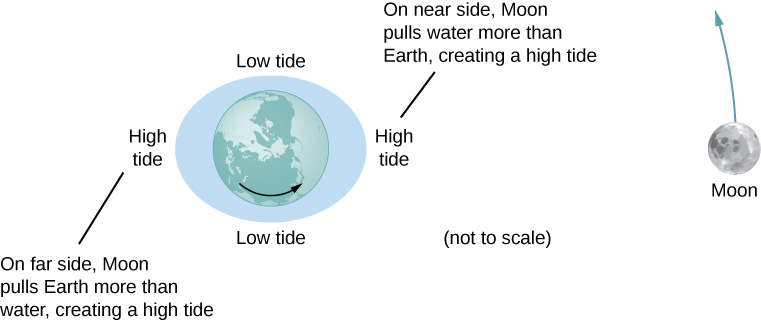 On near side, Moon
pulls water more than
Earth, creating a high tide
Low tide
High
tide
High
tide
Moon
Low tide
(not to scale)
On far side, Moon
pulls Earth more than
water, creating a high tide